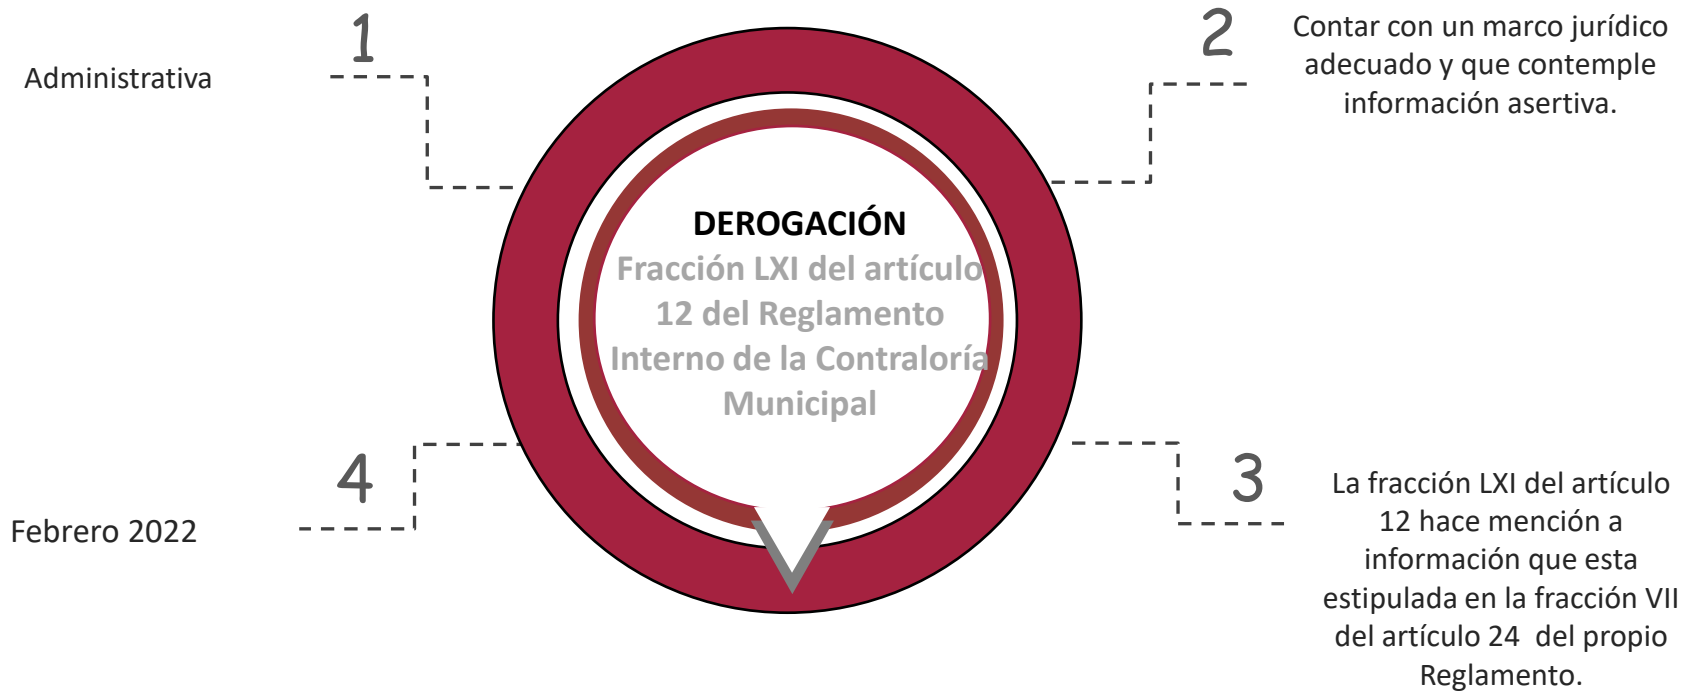 1
Administrativa
2
Contar con un marco jurídico
adecuado y que contemple
información asertiva.
DEROGACIÓN
Fracción LXI del artículo
12 del Reglamento
Interno de la Contraloría
Municipal
4
Febrero 2022
3
La fracción LXI del artículo
12 hace mención a
información que esta
estipulada en la fracción VII
del artículo 24 del propio
Reglamento.